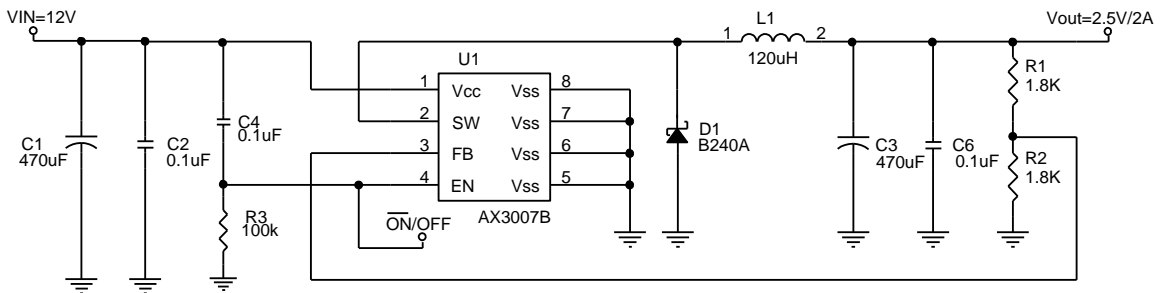 VIN=12V
Vout=2.5V/2A
L1
1
2
120uH
U1
1 Vcc Vss 8
2 SW Vss 7
3 FB Vss 6
4 EN Vss 5
AX3007B
C1
470uF
C2
0.1uF
C4
0.1uF
R3
100k
ON/OFF
D1
B240A
C3
470uF
C6
0.1uF
R1
1.8K
R2
1.8K